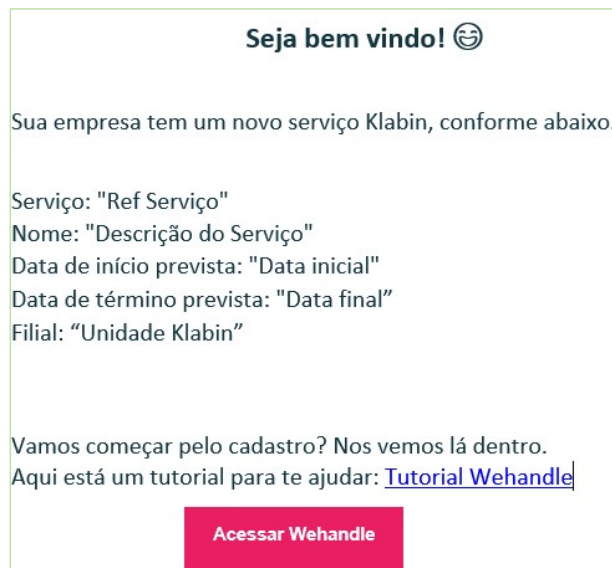 Seja bem vindo! 😄
Sua empresa tem um novo serviço Klabin, conforme abaixo.
Serviço: "Ref Serviço"
Nome: "Descrição do Serviço"
Data de início prevista: "Data inicial"
Data de término prevista: "Data final”
Filial: “Unidade Klabin”
Vamos começar pelo cadastro? Nos vemos lá dentro.
Aqui está um tutorial para te ajudar: Tutorial Wehandle
Acessar Wehandle